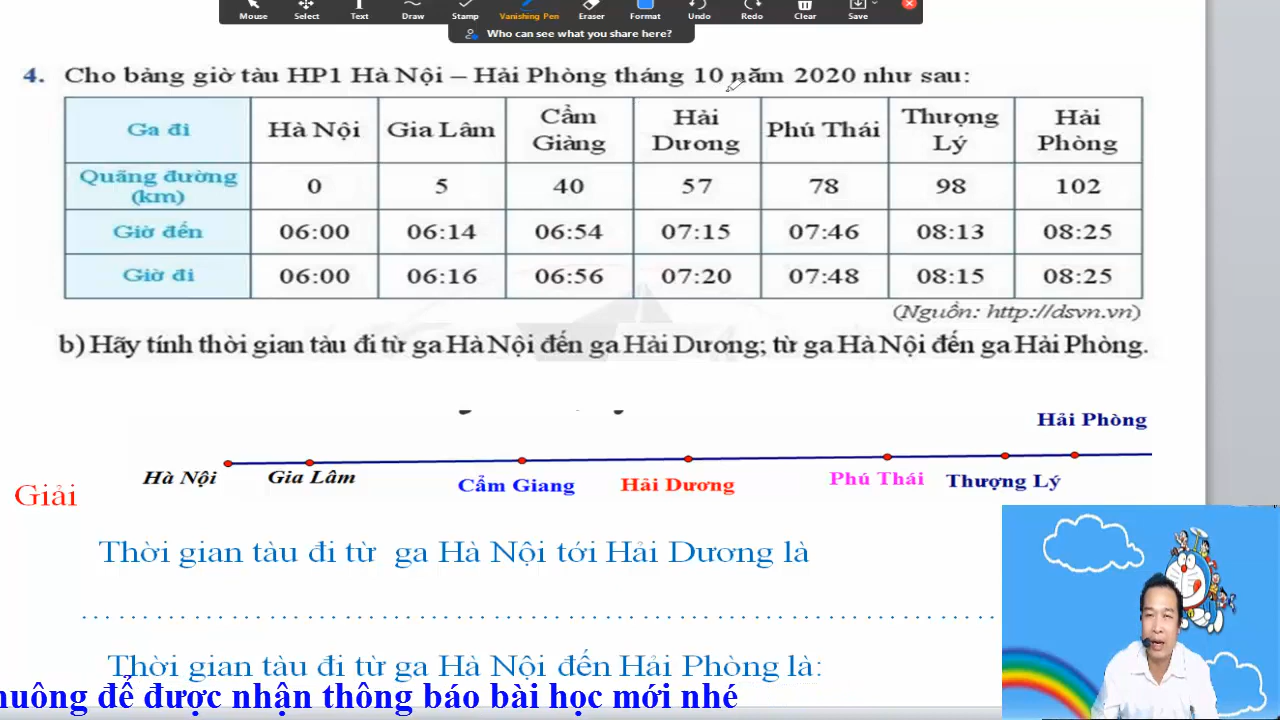 Mouse Select Text Draw Stamp Vanishing Pen Eraser Format Undo Redo Clear Save
Who can see what you share here?
4. Cho bảng giờ tàu HP1 Hà Nội – Hải Phòng tháng 10 năm 2020 như sau:
Ga đi Hà Nội Gia Lâm Cẩm Giàng Hải Dương Phú Thái Thượng Lý Hải Phòng
Quãng đường (km) 0 5 40 57 78 98 102
Giờ đến 06:00 06:14 06:54 07:15 07:46 08:13 08:25
Giờ đi 06:00 06:16 06:56 07:20 07:48 08:15 08:25
(Nguồn: http://dsvn.vn)
b) Hãy tính thời gian tàu đi từ ga Hà Nội đến ga Hải Dương; từ ga Hà Nội đến ga Hải Phòng.
Hải Phòng
Hà Nội Gia Lâm Cẩm Giang Hải Dương Phú Thái Thượng Lý
Giải
Thời gian tàu đi từ ga Hà Nội tới Hải Dương là
Thời gian tàu đi từ ga Hà Nội đến Hải Phòng là:
để được nhận thông báo bài học mới nhé